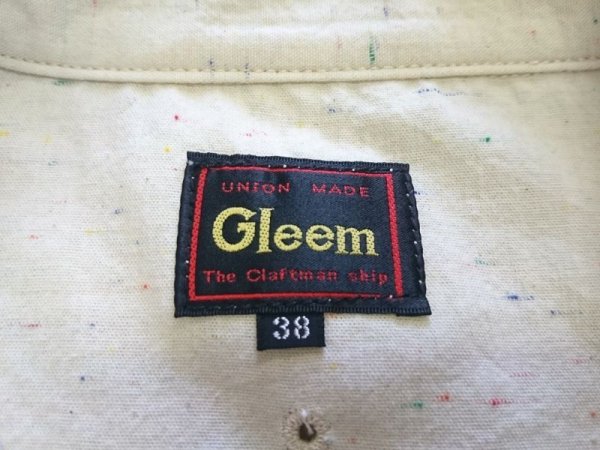 UNION MADE
Gleem
The Claftman ship
38